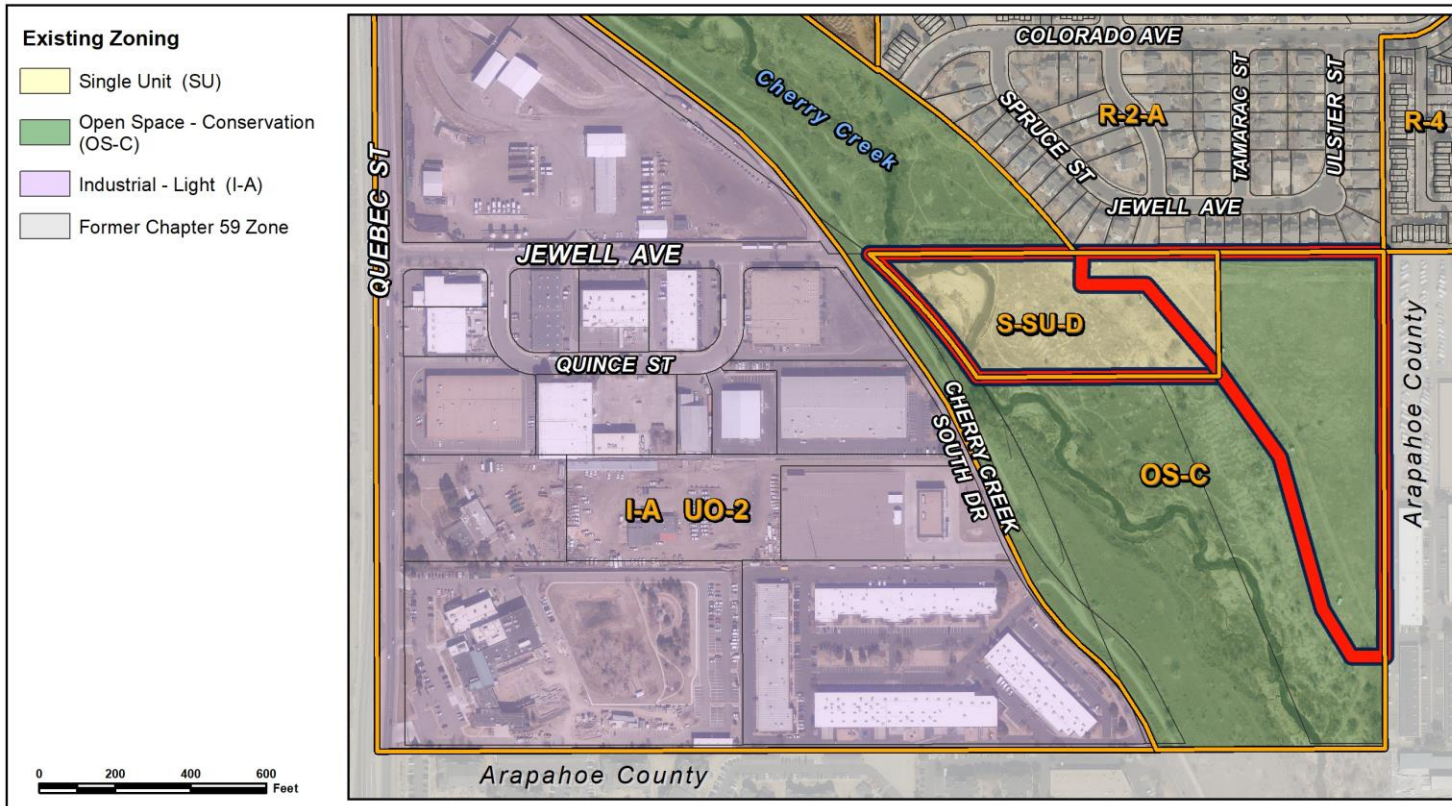 Existing Zoning
Single Unit (SU)
Open Space - Conservation
(OS-C)
Industrial - Light (I-A)
Former Chapter 59 Zone
0 200 400 600
Feet
COLORADO AVE
Cherry Creek
SPRUCE ST
R-2-A
TAMARAC ST
ULSTER ST
R-4
JEWELL AVE
QUEBEC ST
JEWELL AVE
S-SU-D
QUINCE ST
CHERRY CREEK
SOUTH DR
OS-C
I-A UO-2
Arapahoe County
Arapahoe County